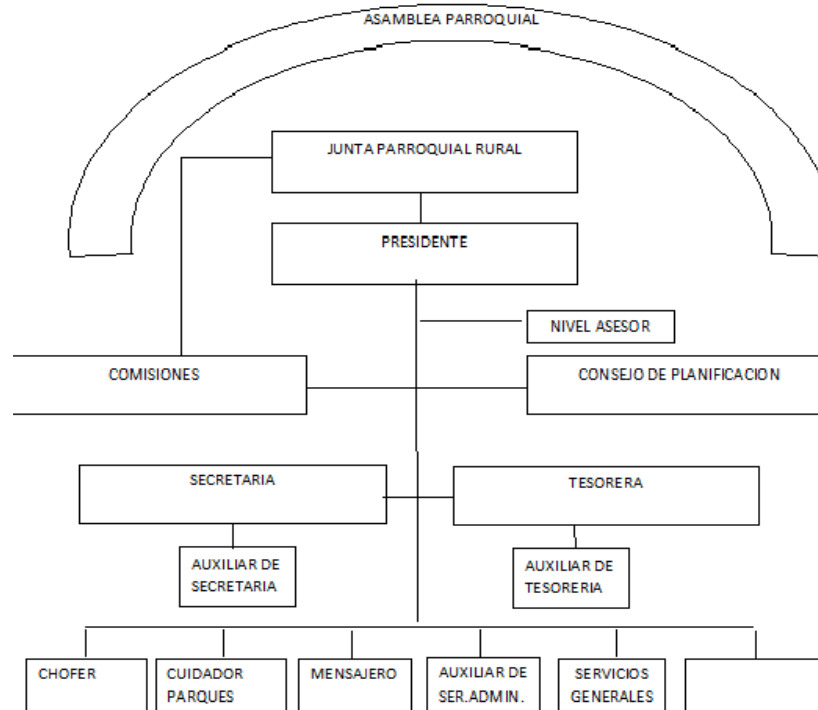 ASAMBLEA PARROQUIAL
JUNTA PARROQUIAL RURAL
PRESIDENTE
NIVEL ASESOR
COMISIONES
CONSEJO DE PLANIFICACION
SECRETARIA
TESORERA
AUXILIAR DE
SECRETARIA
AUXILIAR DE
TESORERIA
CHOFER
CUIDADOR
PARQUES
MENSAJERO
AUXILIAR DE
SER.ADMIN.
SERVICIOS
GENERALES